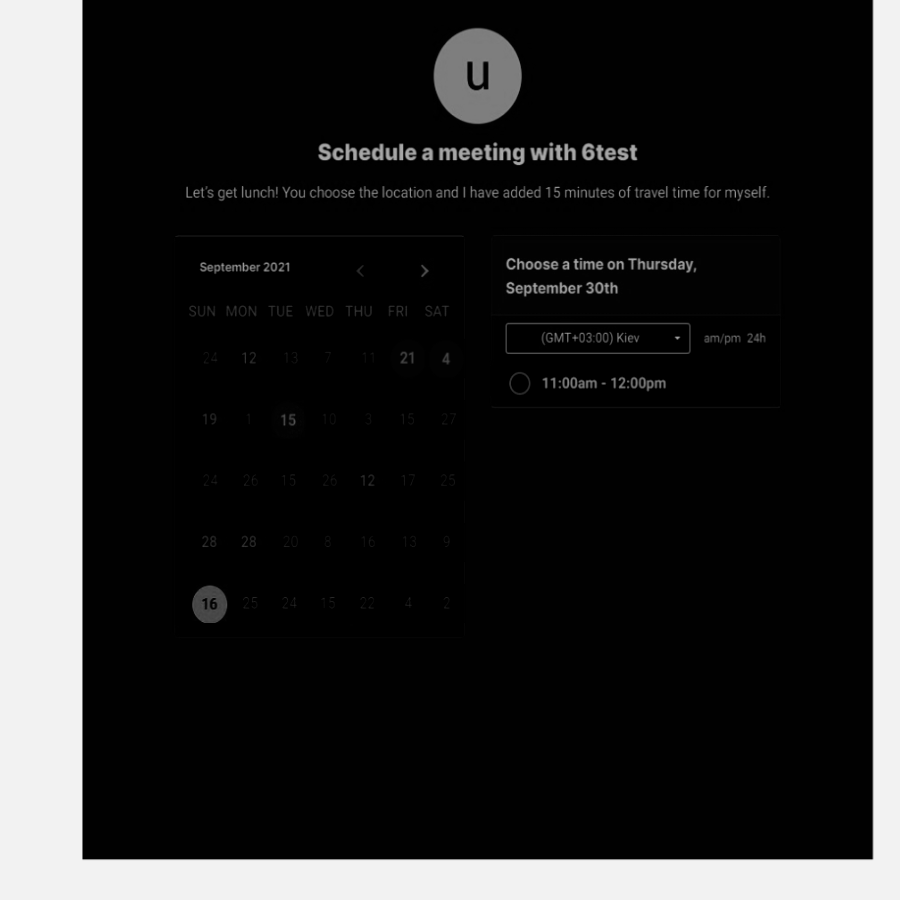 u
Schedule a meeting with 6test
Let's get lunch! You choose the location and I have added 15 minutes of travel time for myself.
September 2021
SUN MON TUE WED THU FRI SAT
24 12 13 7 11 21 4
19 1 15 10 3 15 27
24 26 15 26 12 17 25
28 28 20 8 16 13 9
16 25 24 15 22 4 2
Choose a time on Thursday,
September 30th
(GMT+03:00) Kiev am/pm 24h
11:00am - 12:00pm